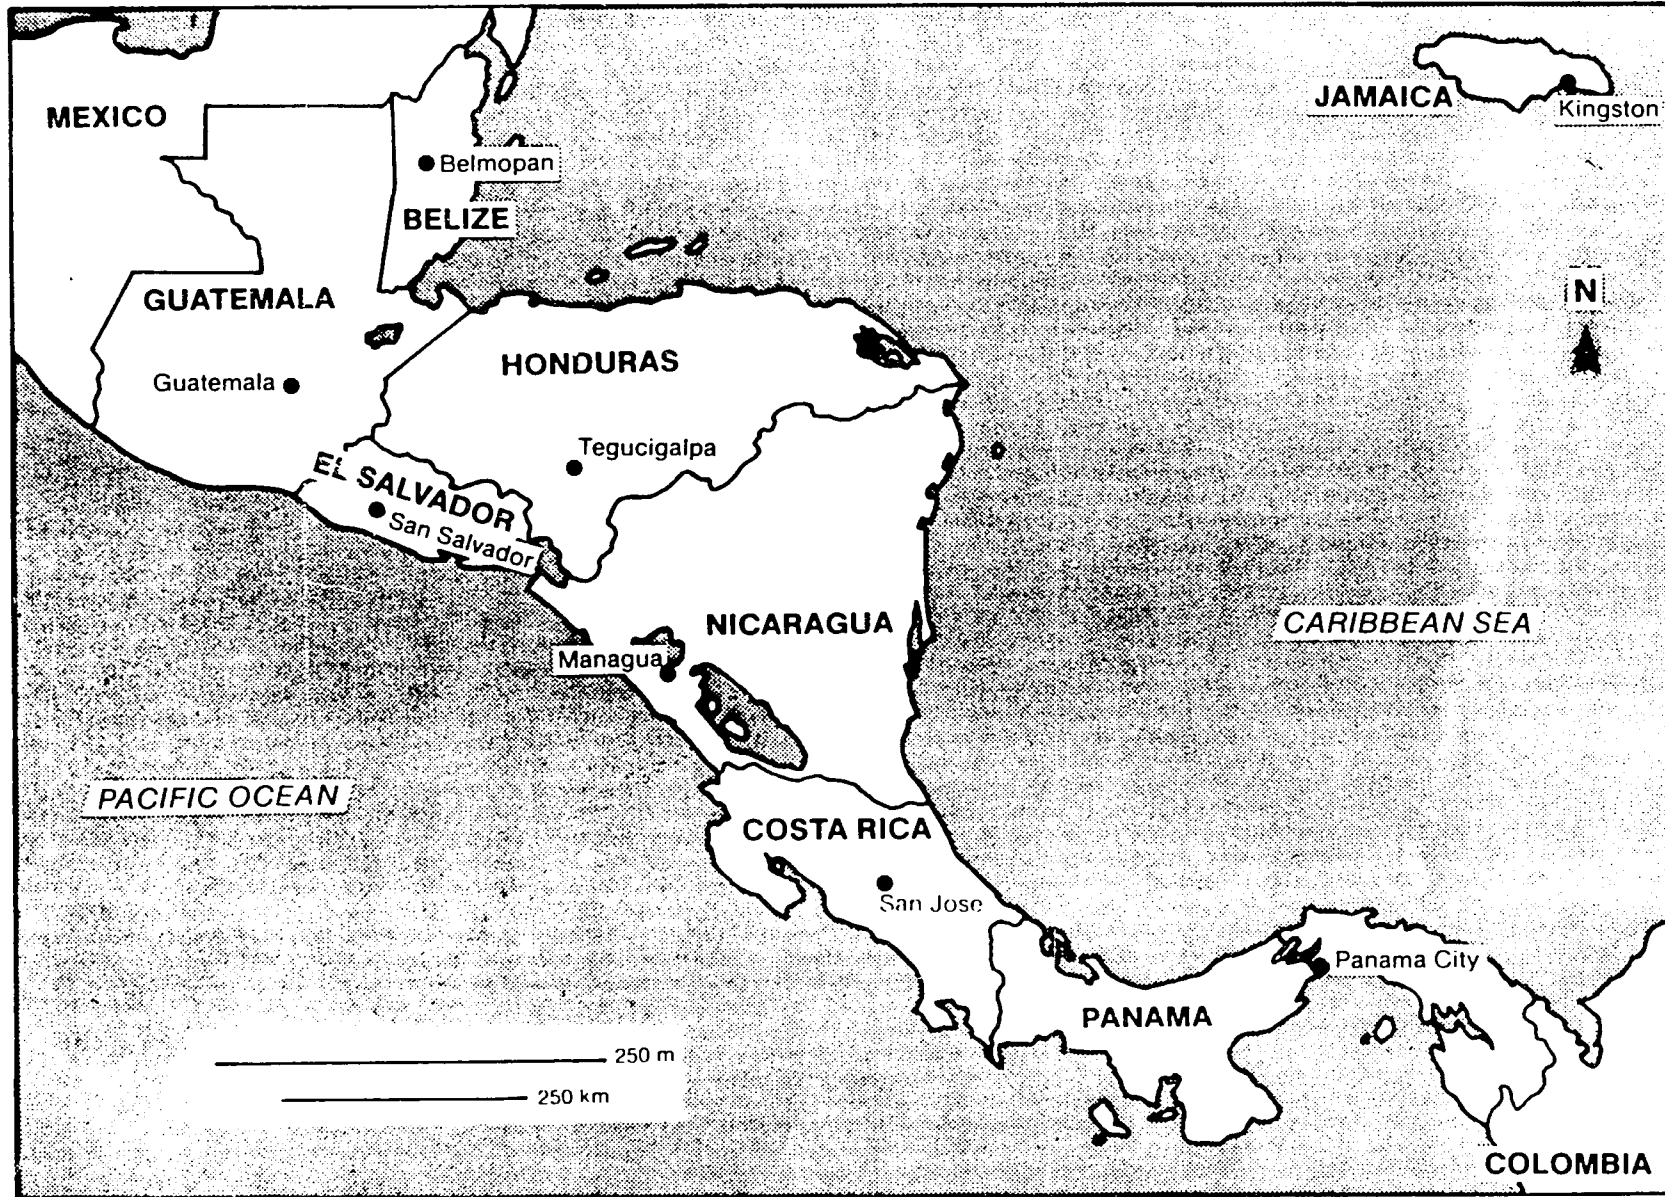 MEXICO
JAMAICA
Kingston
Belmopan
BELIZE
GUATEMALA
N
HONDURAS
Guatemala
Tegucigalpa
EL SALVADOR
San Salvador
NICARAGUA
CARIBBEAN SEA
Managua
PACIFIC OCEAN
COSTA RICA
San Jose
Panama City
PANAMA
250 m
250 km
COLOMBIA